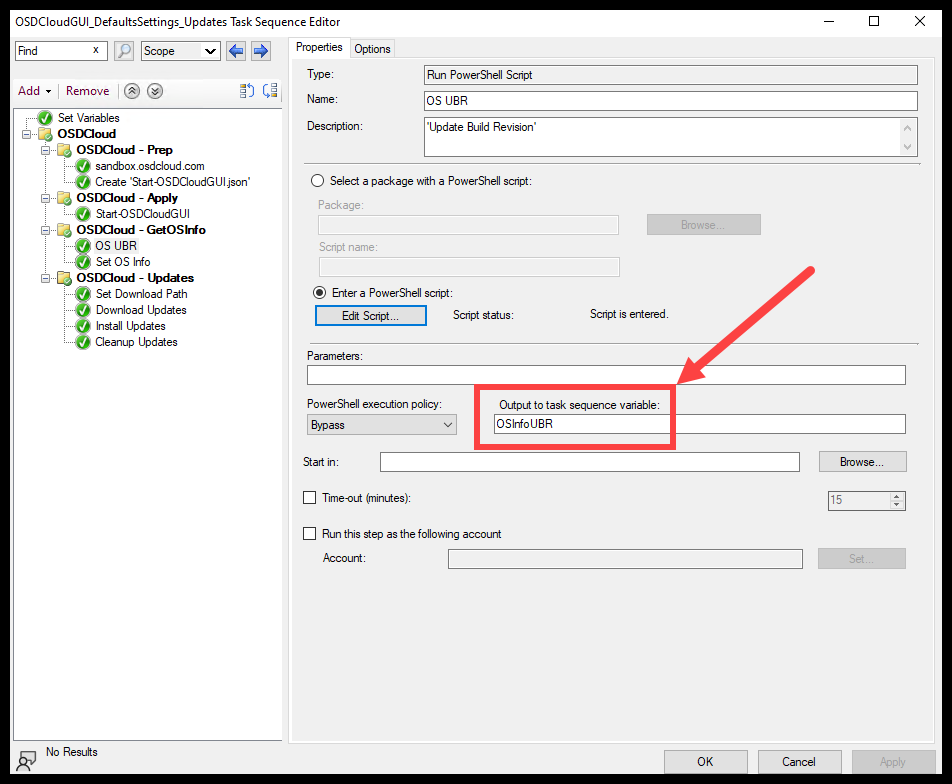 OSDCloudGUI_DefaultsSettings_Updates Task Sequence Editor
Find x Scope
Add Remove
Set Variables
OSDCloud
OSDCloud - Prep
sandbox.osdcloud.com
Create 'Start-OSDCloudGUI.json'
OSDCloud - Apply
Start-OSDCloudGUI
OSDCloud - GetOSInfo
OS UBR
Set OS Info
OSDCloud - Updates
Set Download Path
Download Updates
Install Updates
Cleanup Updates
No Results
Properties Options
Type: Run PowerShell Script
Name: OS UBR
Description: 'Update Build Revision'
Select a package with a PowerShell script:
Package:
Browse...
Script name:
Enter a PowerShell script:
Edit Script... Script status: Script is entered.
Parameters:
PowerShell execution policy: Output to task sequence variable:
Bypass OSInfoUBR
Start in: Browse...
Time-out (minutes): 15
Run this step as the following account
Account: Set...
OK Cancel Apply